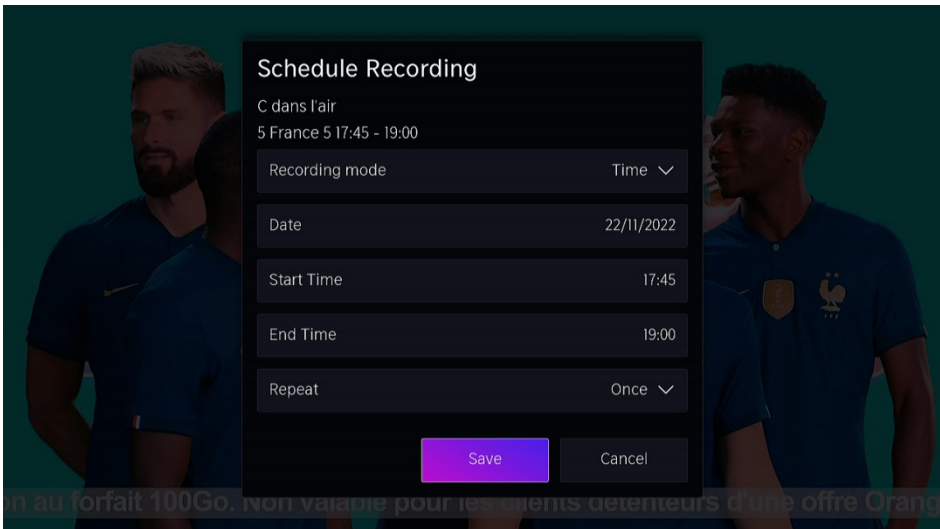 Schedule Recording
C dans l'air
5 France 5 17:45 - 19:00
Recording mode Time
Date 22/11/2022
Start Time 17:45
End Time 19:00
Repeat Once
Save Cancel
on au forfait 100Go. Non valable pour les clients détenteurs d'une offre Orang